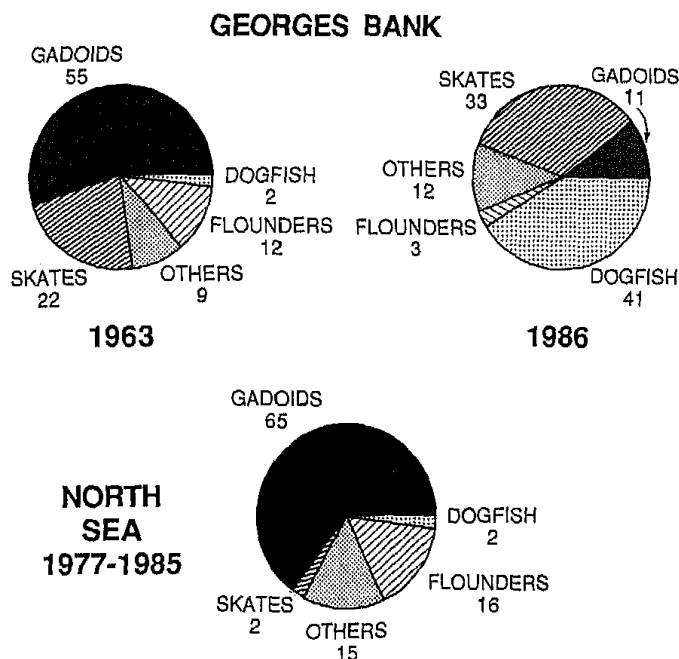 GEORGES BANK
GADOIDS
55
DOGFISH
2
FLOUNDERS
12
OTHERS
9
SKATES
22
1963
SKATES
33
GADOIDS
11
OTHERS
12
FLOUNDERS
3
DOGFISH
41
1986
NORTH
SEA
1977-1985
GADOIDS
65
DOGFISH
2
FLOUNDERS
16
OTHERS
15
SKATES
2